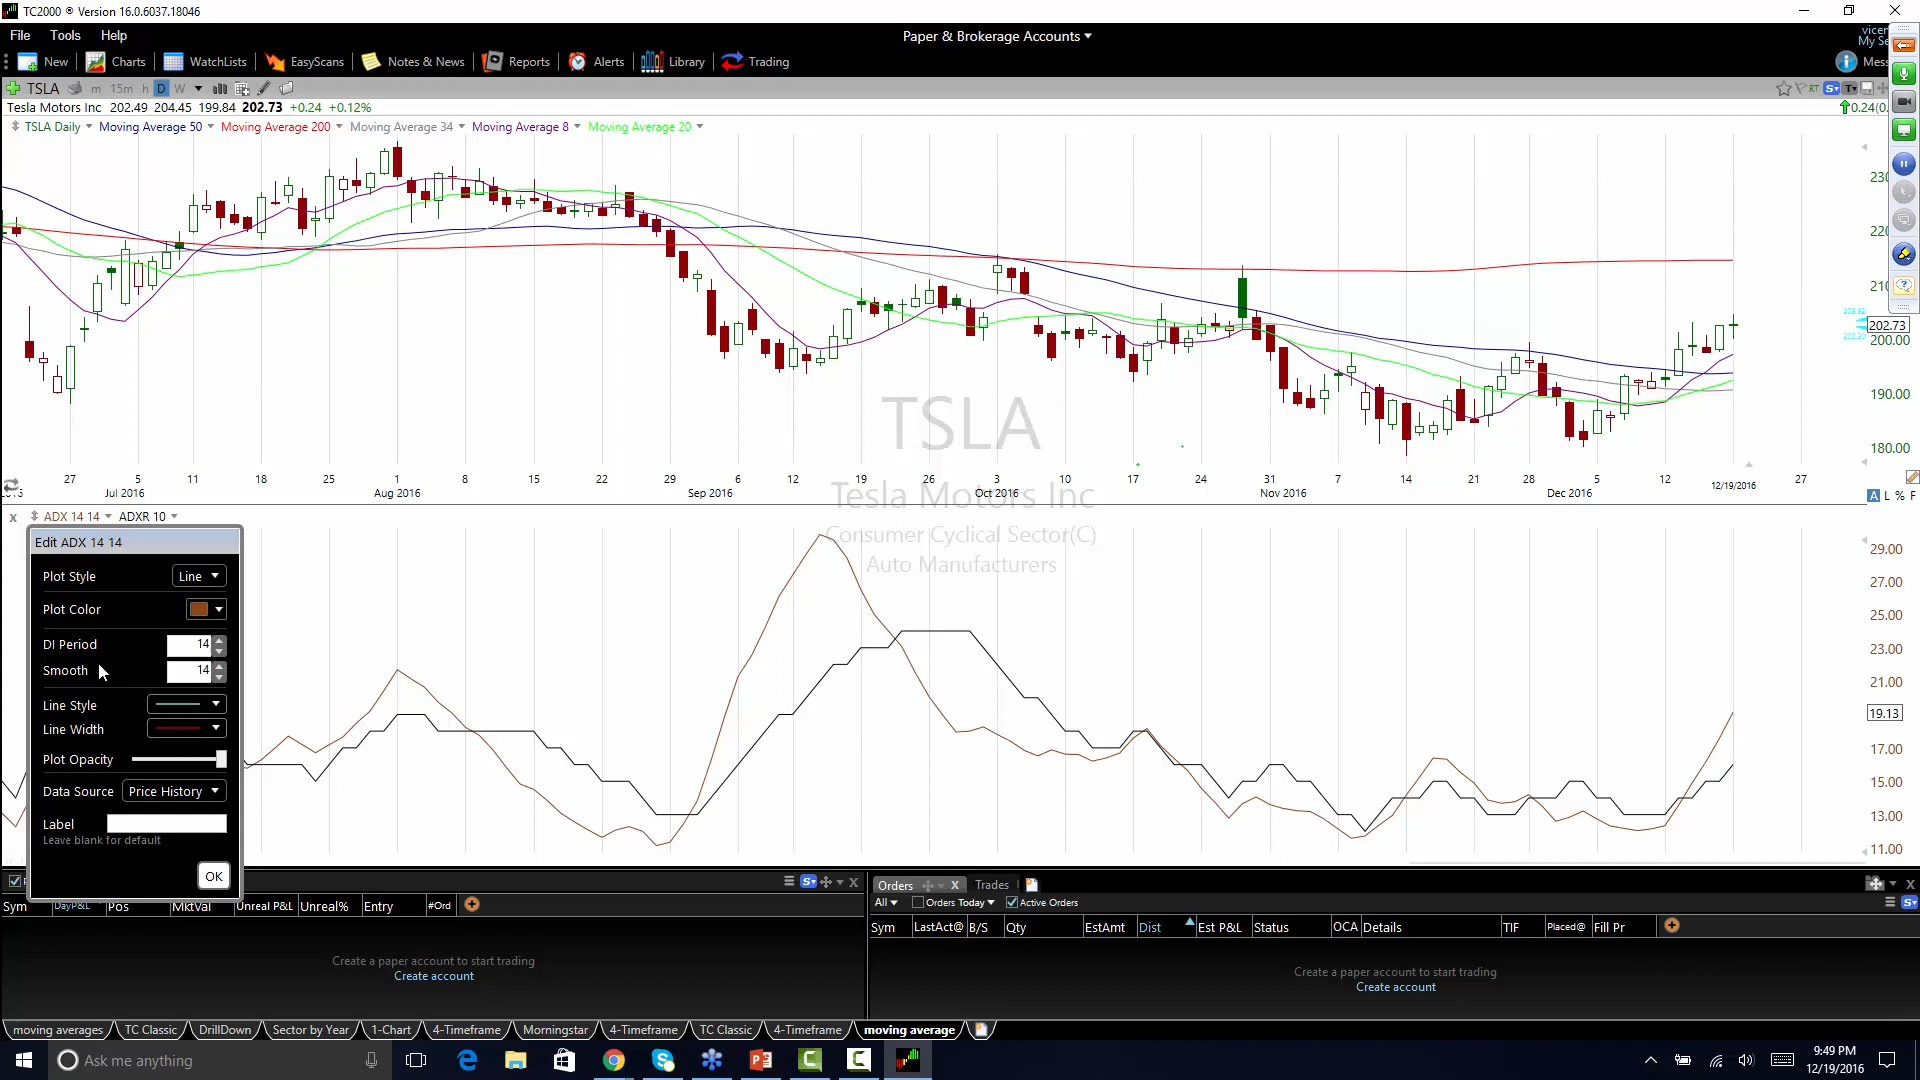 TC2000 ® Version 16.0.6037.18046
File Tools Help
Paper & Brokerage Accounts
New Charts WatchLists EasyScans Notes & News Reports Alerts Library Trading
TSLA m 15m h D W
RT
Tesla Motors Inc 202.49 204.45 199.84 202.73 +0.24 +0.12%
TSLA Daily Moving Average 50 Moving Average 200 Moving Average 34 Moving Average 8 Moving Average 20
202.73
200.00
190.00
180.00
TSLA
Tesla Motors Inc
Consumer Cyclical Sector(C)
Auto Manufacturers
27 5 11 18 25 1 8 15 22 29 6 12 19 26 3 10 17 24 31 7 14 21 28 5 12 12/19/2016 27
Jul 2016 Aug 2016 Sep 2016 Oct 2016 Nov 2016 Dec 2016
A L % F
X ADX 14 14 ADXR 10
Edit ADX 14 14
Plot Style Line
Plot Color
DI Period 14
Smooth 14
Line Style
Line Width
Plot Opacity
Data Source Price History
Label
Leave blank for default
OK
29.00
27.00
25.00
23.00
21.00
19.13
17.00
15.00
13.00
11.00
Sym DayP&L Pos MktVal Unreal P&L Unreal% Entry #Ord
Create a paper account to start trading
Create account
Orders X Trades
All Orders Today Active Orders
Sym LastAct@ B/S Qty EstAmt Dist Est P&L Status OCA Details TIF Placed@ Fill Pr
Create a paper account to start trading
Create account
moving averages TC Classic DrillDown Sector by Year 1-Chart 4-Timeframe Morningstar 4-Timeframe TC Classic 4-Timeframe moving average
Ask me anything
9:49 PM
12/19/2016